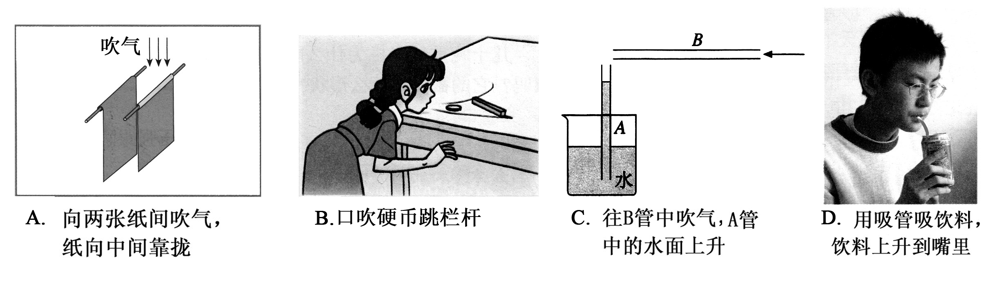 吹气
B
A
水
A. 向两张纸间吹气，
纸向中间靠拢
B.口吹硬币跳栏杆
C. 往B管中吹气，A管
中的水面上升
D. 用吸管吸饮料，
饮料上升到嘴里